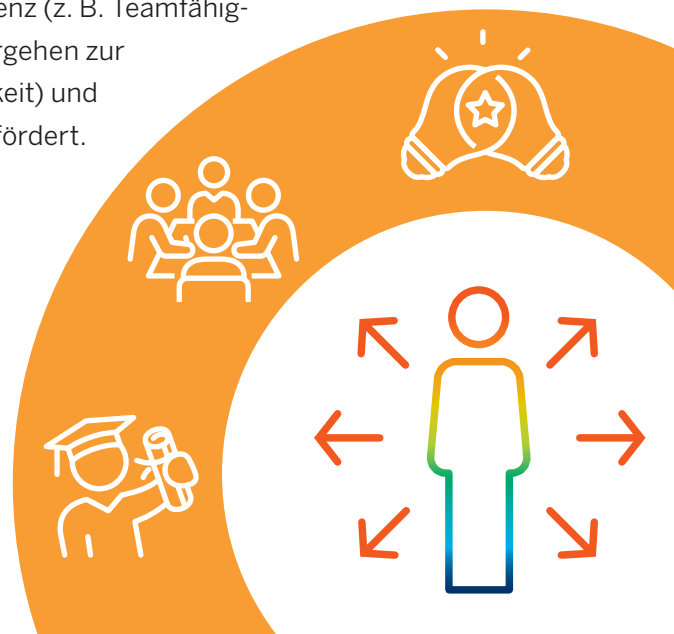 enz (z. B. Teamfähig-
rgehen zur
keit) und
fördert.